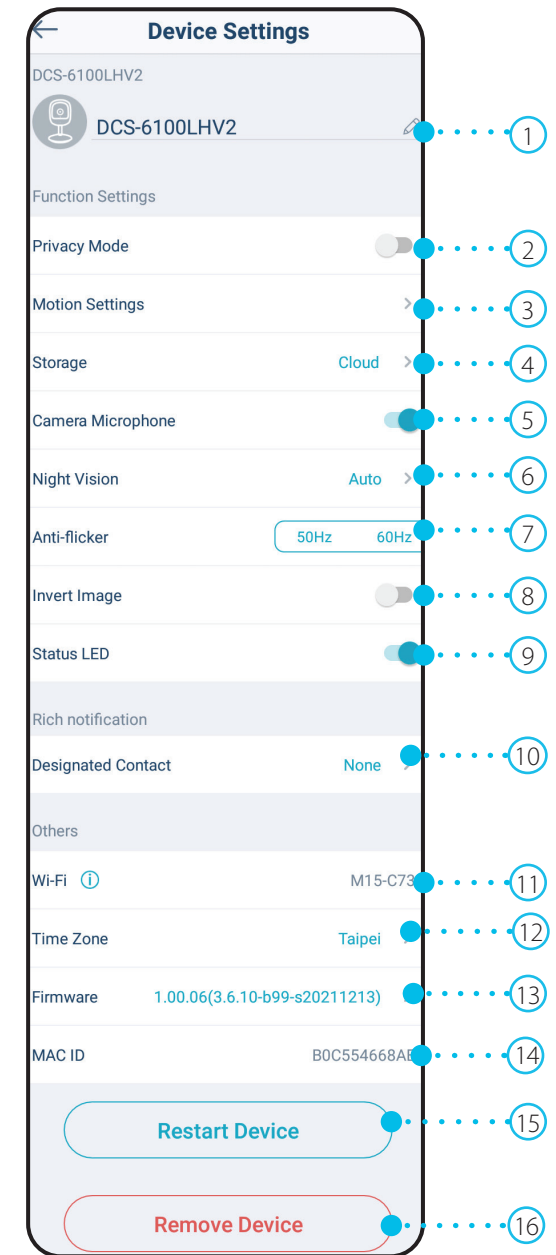 Device Settings
DCS-6100LHV2
DCS-6100LHV2
1
Function Settings
Privacy Mode
2
Motion Settings
3
Storage Cloud
4
Camera Microphone
5
Night Vision Auto
6
Anti-flicker 50Hz 60Hz
7
Invert Image
8
Status LED
9
Rich notification
Designated Contact None
10
Others
Wi-Fi M15-C73
11
Time Zone Taipei
12
Firmware 1.00.06(3.6.10-b99-s20211213)
13
MAC ID
14
Restart Device
15
Remove Device
16